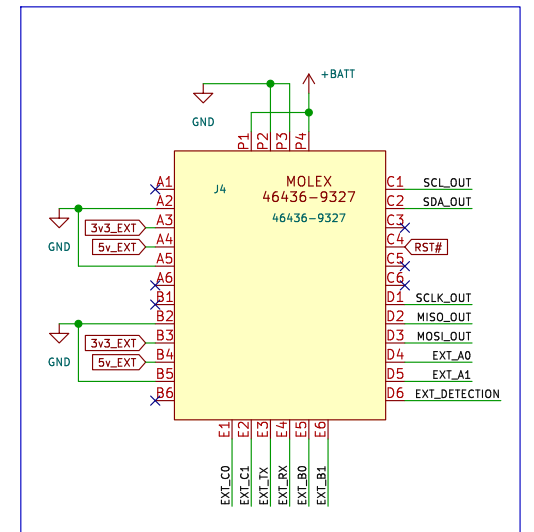 +BATT
GND
P1
P2
P3
P4
J4
MOLEX
46436-9327
46436-9327
A1
A2
3v3_EXT
A3
5v_EXT
A4
GND
A5
A6
B1
B2
3v3_EXT
B3
5v_EXT
B4
GND
B5
B6
C1
SCL_OUT
C2
SDA_OUT
C3
C4
RST#
C5
C6
D1
SCLK_OUT
D2
MISO_OUT
D3
MOSI_OUT
D4
EXT_A0
D5
EXT_A1
D6
EXT_DETECTION
E1
E2
E3
E4
E5
E6
EXT_C0
EXT_C1
EXT_TX
EXT_RX
EXT_B0
EXT_B1